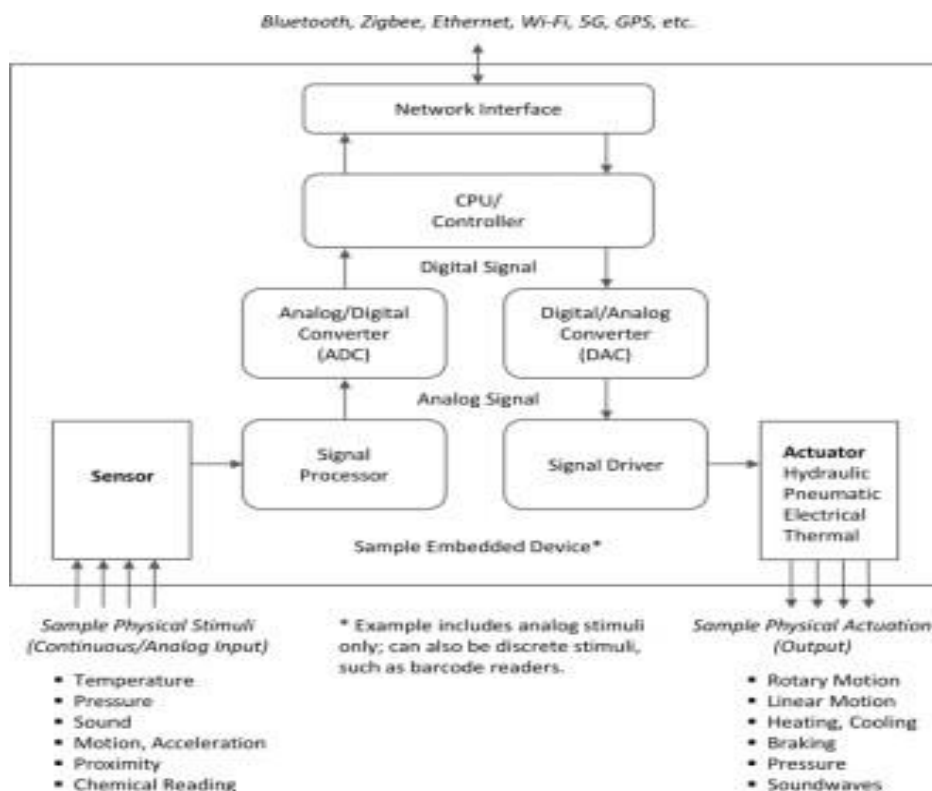 Bluetooth, Zigbee, Ethernet, Wi-Fi, 5G, GPS, etc.
Network Interface
CPU/
Controller
Digital Signal
Analog/Digital
Converter
(ADC)
Digital/Analog
Converter
(DAC)
Analog Signal
Sensor
Signal
Processor
Signal Driver
Actuator
Hydraulic
Pneumatic
Electrical
Thermal
Sample Embedded Device*
Sample Physical Stimuli
(Continuous/Analog Input)
▪ Temperature
▪ Pressure
▪ Sound
▪ Motion, Acceleration
▪ Proximity
▪ Chemical Reading
* Example includes analog stimuli
only; can also be discrete stimuli,
such as barcode readers.
Sample Physical Actuation
(Output)
▪ Rotary Motion
▪ Linear Motion
▪ Heating, Cooling
▪ Braking
▪ Pressure
▪ Soundwaves